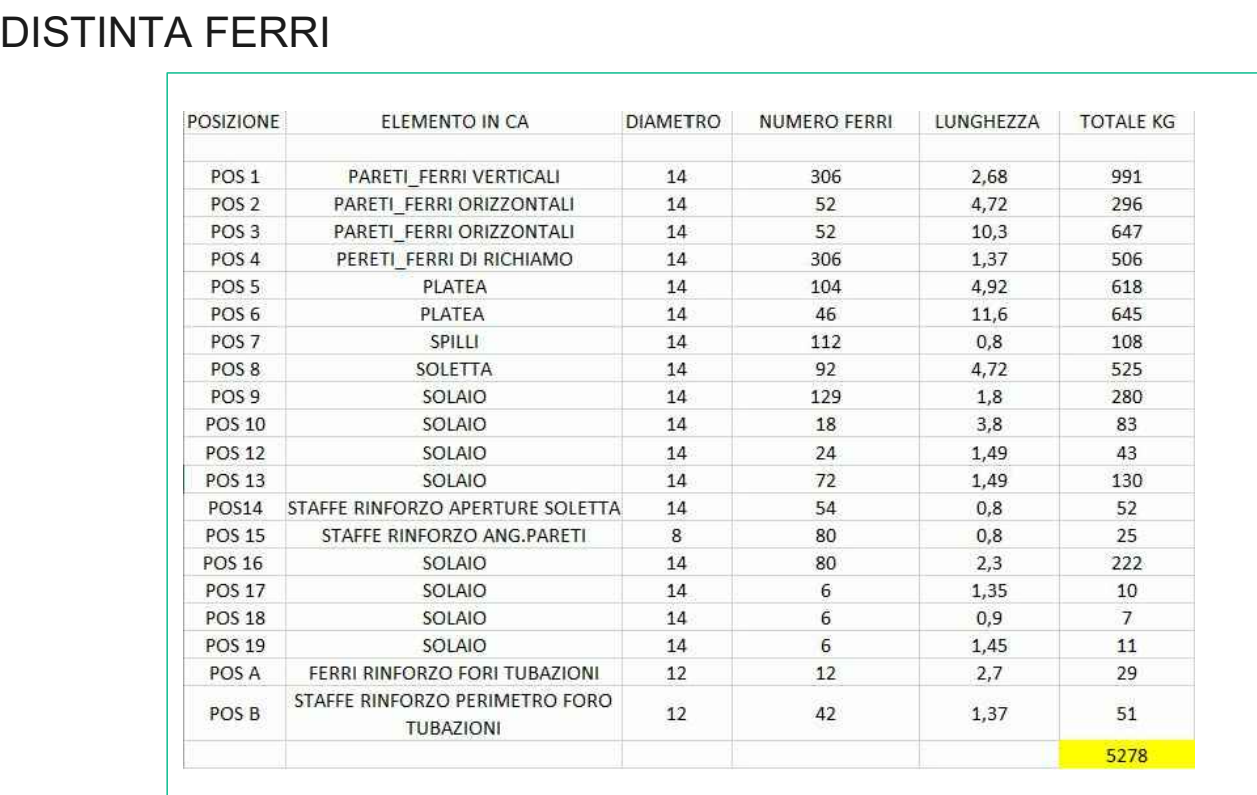 DISTINTA FERRI
POSIZIONE ELEMENTO IN CA DIAMETRO NUMERO FERRI LUNGHEZZA TOTALE KG
POS 1 PARETI_FERRI VERTICALI 14 306 2,68 991
POS 2 PARETI_FERRI ORIZZONTALI 14 52 4,72 296
POS 3 PARETI_FERRI ORIZZONTALI 14 52 10,3 647
POS 4 PERETI_FERRI DI RICHIAMO 14 306 1,37 506
POS 5 PLATEA 14 104 4,92 618
POS 6 PLATEA 14 46 11,6 645
POS 7 SPILLI 14 112 0,8 108
POS 8 SOLETTA 14 92 4,72 525
POS 9 SOLAIO 14 129 1,8 280
POS 10 SOLAIO 14 18 3,8 83
POS 12 SOLAIO 14 24 1,49 43
POS 13 SOLAIO 14 72 1,49 130
POS14 STAFFE RINFORZO APERTURE SOLETTA 14 54 0,8 52
POS 15 STAFFE RINFORZO ANG.PARETI 8 80 0,8 25
POS 16 SOLAIO 14 80 2,3 222
POS 17 SOLAIO 14 6 1,35 10
POS 18 SOLAIO 14 6 0,9 7
POS 19 SOLAIO 14 6 1,45 11
POS A FERRI RINFORZO FORI TUBAZIONI 12 12 2,7 29
POS B STAFFE RINFORZO PERIMETRO FORO
TUBAZIONI 12 42 1,37 51
5278